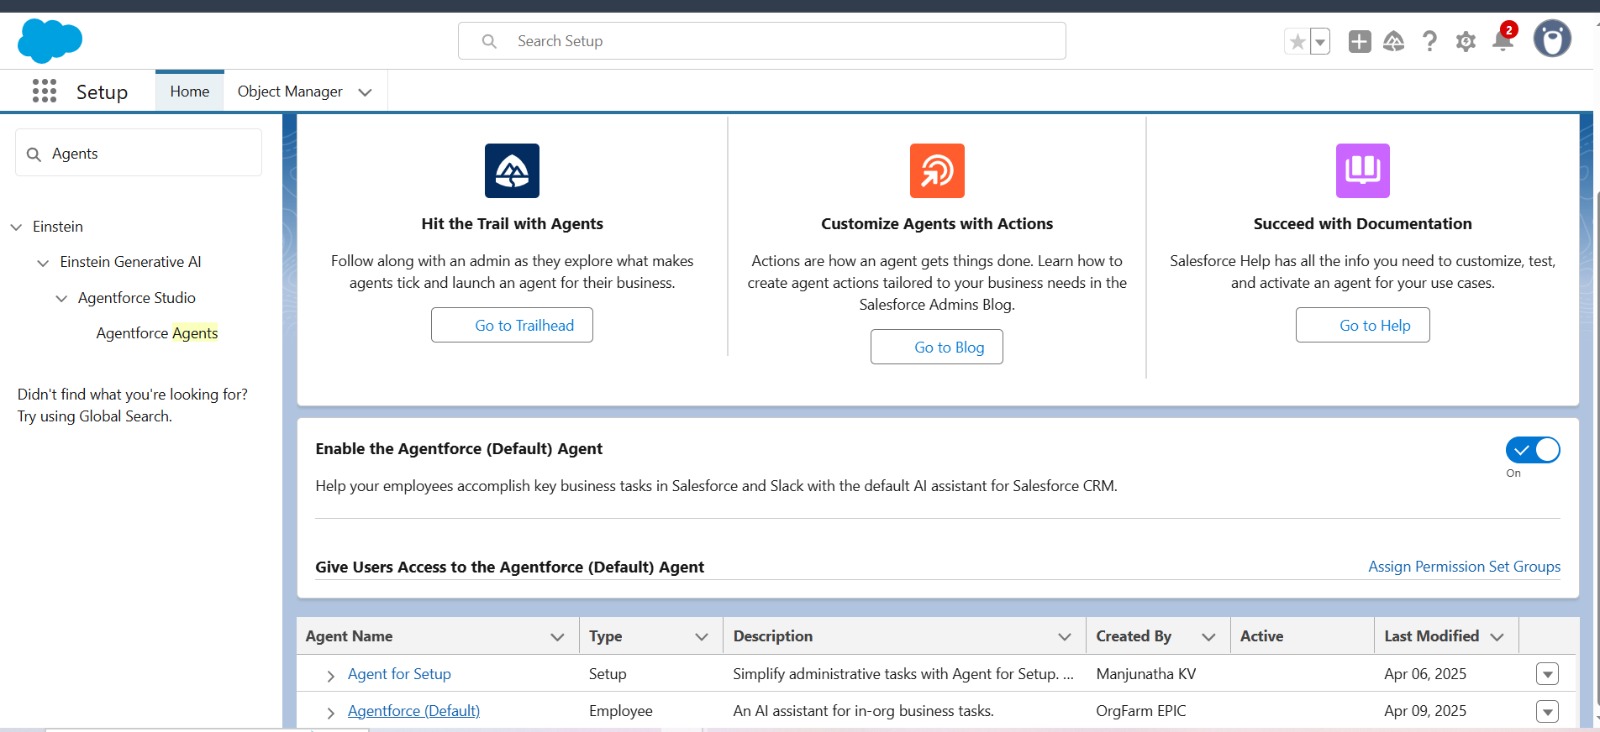 Search Setup
2
Setup
Home
Object Manager
Agents
Einstein
Einstein Generative AI
Agentforce Studio
Agentforce Agents
Didn't find what you're looking for?
Try using Global Search.
Hit the Trail with Agents
Follow along with an admin as they explore what makes
agents tick and launch an agent for their business.
Go to Trailhead
Customize Agents with Actions
Actions are how an agent gets things done. Learn how to
create agent actions tailored to your business needs in the
Salesforce Admins Blog.
Go to Blog
Succeed with Documentation
Salesforce Help has all the info you need to customize, test,
and activate an agent for your use cases.
Go to Help
Enable the Agentforce (Default) Agent
On
Help your employees accomplish key business tasks in Salesforce and Slack with the default AI assistant for Salesforce CRM.
Give Users Access to the Agentforce (Default) Agent
Assign Permission Set Groups
Agent Name Type Description Created By Active Last Modified
Agent for Setup Setup Simplify administrative tasks with Agent for Setup. ... Manjunatha KV Apr 06, 2025
Agentforce (Default) Employee An AI assistant for in-org business tasks. OrgFarm EPIC Apr 09, 2025